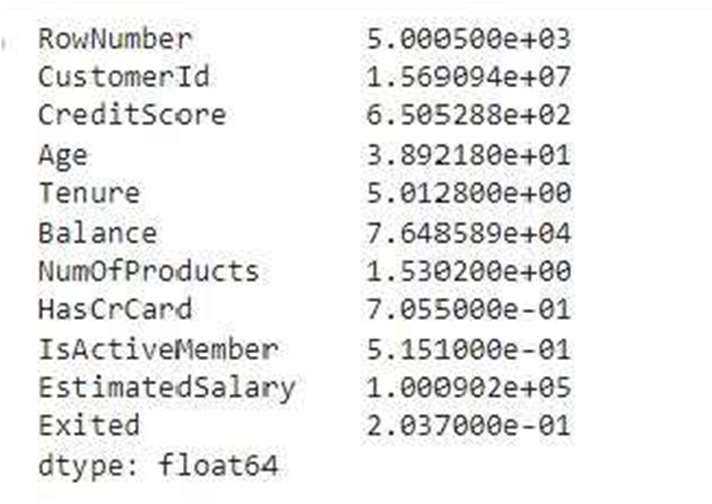 RowNumber 5.000500e+03
CustomerId 1.569094e+07
CreditScore 6.505288e+02
Age 3.892180e+01
Tenure 5.012800e+00
Balance 7.648589e+04
NumOfProducts 1.530200e+00
HasCrCard 7.055000e-01
IsActiveMember 5.151000e-01
EstimatedSalary 1.000902e+05
Exited 2.037000e-01
dtype: float64